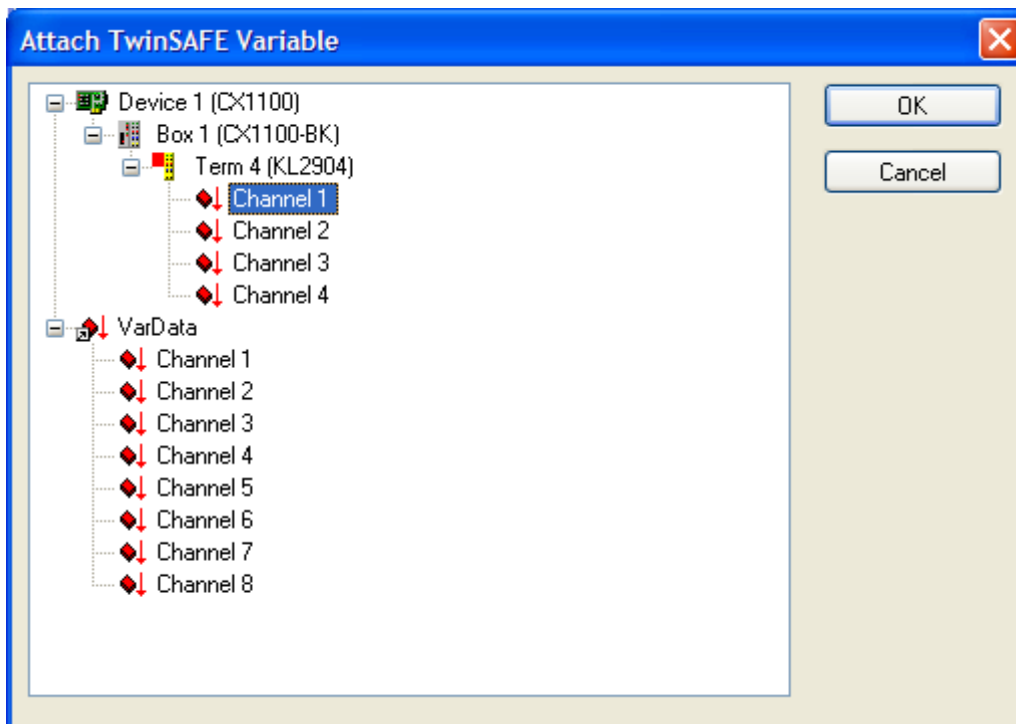 Attach TwinSAFE Variable
Device 1 (CX1100)
OK
Box 1 (CX1100-BK)
Term 4 (KL2904)
Cancel
Channel 1
Channel 2
Channel 3
Channel 4
VarData
Channel 1
Channel 2
Channel 3
Channel 4
Channel 5
Channel 6
Channel 7
Channel 8